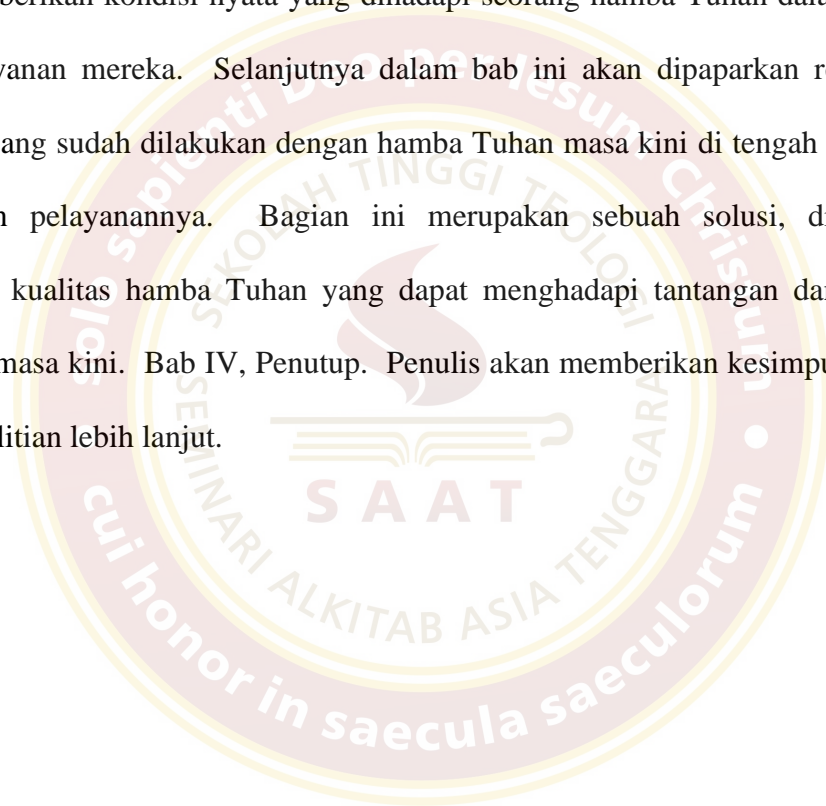 berikan kondisi nyata yang dihadapi seorang hamba Tuhan dala
yanan mereka. Selanjutnya dalam bab ini akan dipaparkan r
ang sudah dilakukan dengan hamba Tuhan masa kini di tengah
pelayanannya. Bagian ini merupakan sebuah solusi, di
kualitas hamba Tuhan yang dapat menghadapi tantangan da
masa kini. Bab IV, Penutup. Penulis akan memberikan kesimpu
litian lebih lanjut.
solo sapienti Deo per Iesum Christum
cui honor in saecula saeculorum
SEKOLAH TINGGI TEOLOGI
SEMINARI ALKITAB ASIA TENGGARA
SAAT